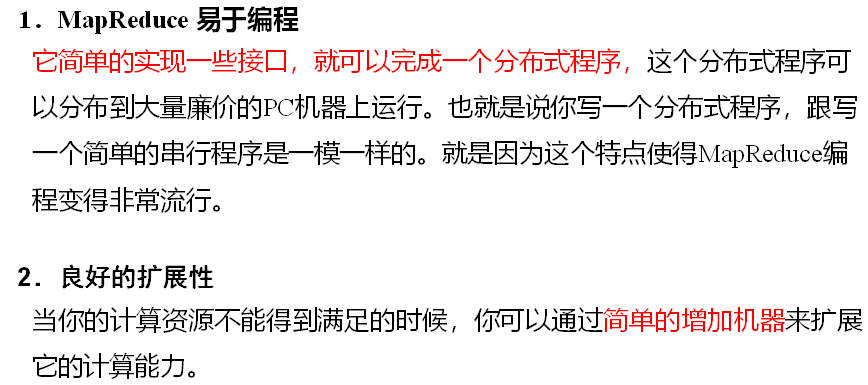 1．MapReduce 易于编程
它简单的实现一些接口，就可以完成一个分布式程序，这个分布式程序可
以分布到大量廉价的PC机器上运行。也就是说你写一个分布式程序，跟写
一个简单的串行程序是一模一样的。就是因为这个特点使得MapReduce编
程变得非常流行。
2．良好的扩展性
当你的计算资源不能得到满足的时候，你可以通过简单的增加机器来扩展
它的计算能力。